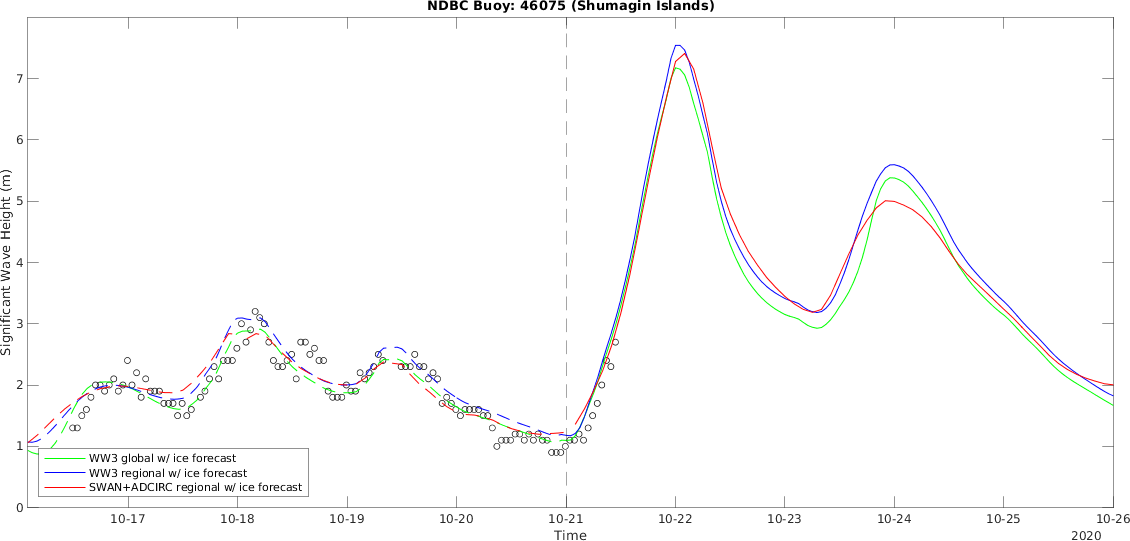 NDBC Buoy: 46075 (Shumagin Islands)
Significant Wave Height (m)
7
6
5
4
3
2
1
0
WW3 global w/ ice forecast
WW3 regional w/ ice forecast
SWAN+ADCIRC regional w/ ice forecast
10-17 10-18 10-19 10-20 10-21 10-22 10-23 10-24 10-25 10-26
Time
2020